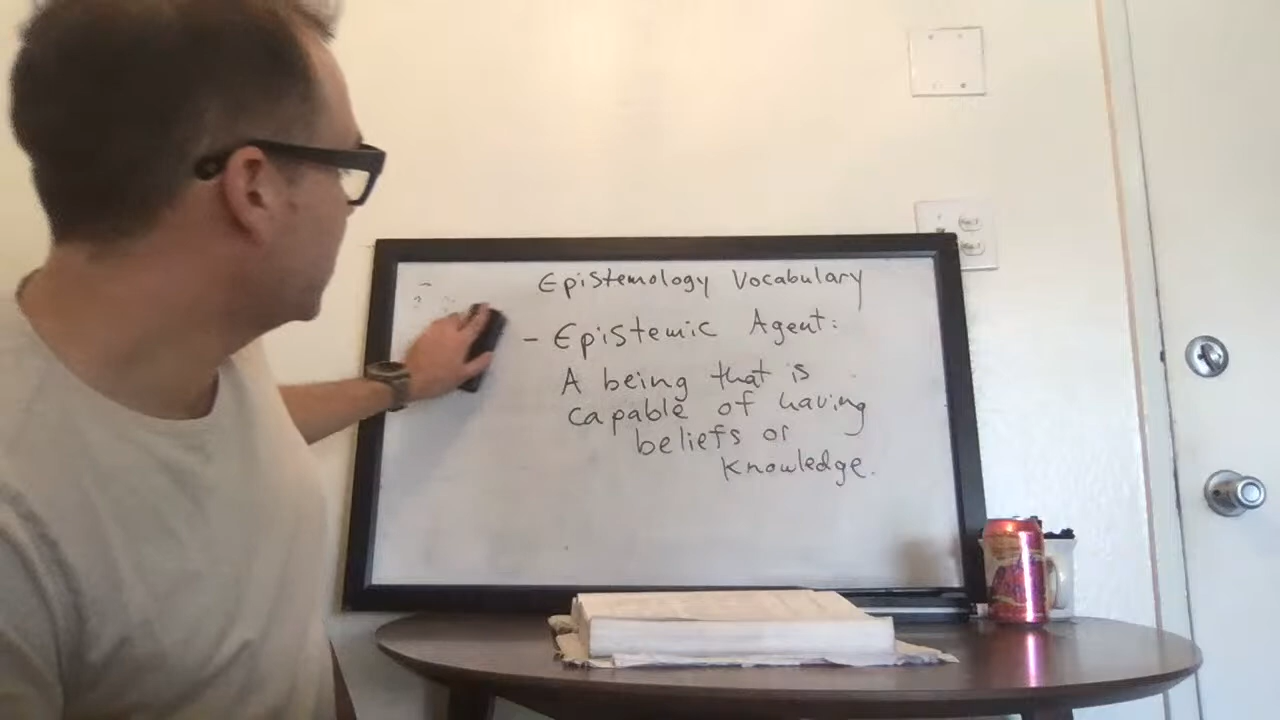 Epistemology Vocabulary
- Epistemic Agent:
A being that is
capable of having
beliefs or
knowledge.